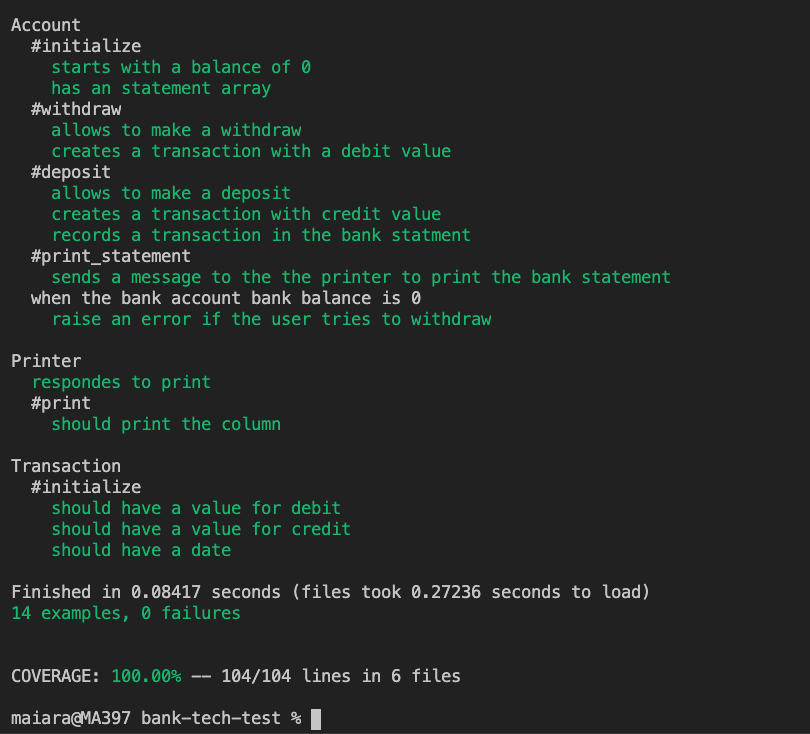 Account
#initialize
starts with a balance of 0
has an statement array
#withdraw
allows to make a withdraw
creates a transaction with a debit value
#deposit
allows to make a deposit
creates a transaction with credit value
records a transaction in the bank statment
#print_statement
sends a message to the the printer to print the bank statement
when the bank account bank balance is 0
raise an error if the user tries to withdraw
Printer
respondes to print
#print
should print the column
Transaction
#initialize
should have a value for debit
should have a value for credit
should have a date
Finished in 0.08417 seconds (files took 0.27236 seconds to load)
14 examples, 0 failures
COVERAGE: 100.00% -- 104/104 lines in 6 files
maiara@MA397 bank-tech-test %